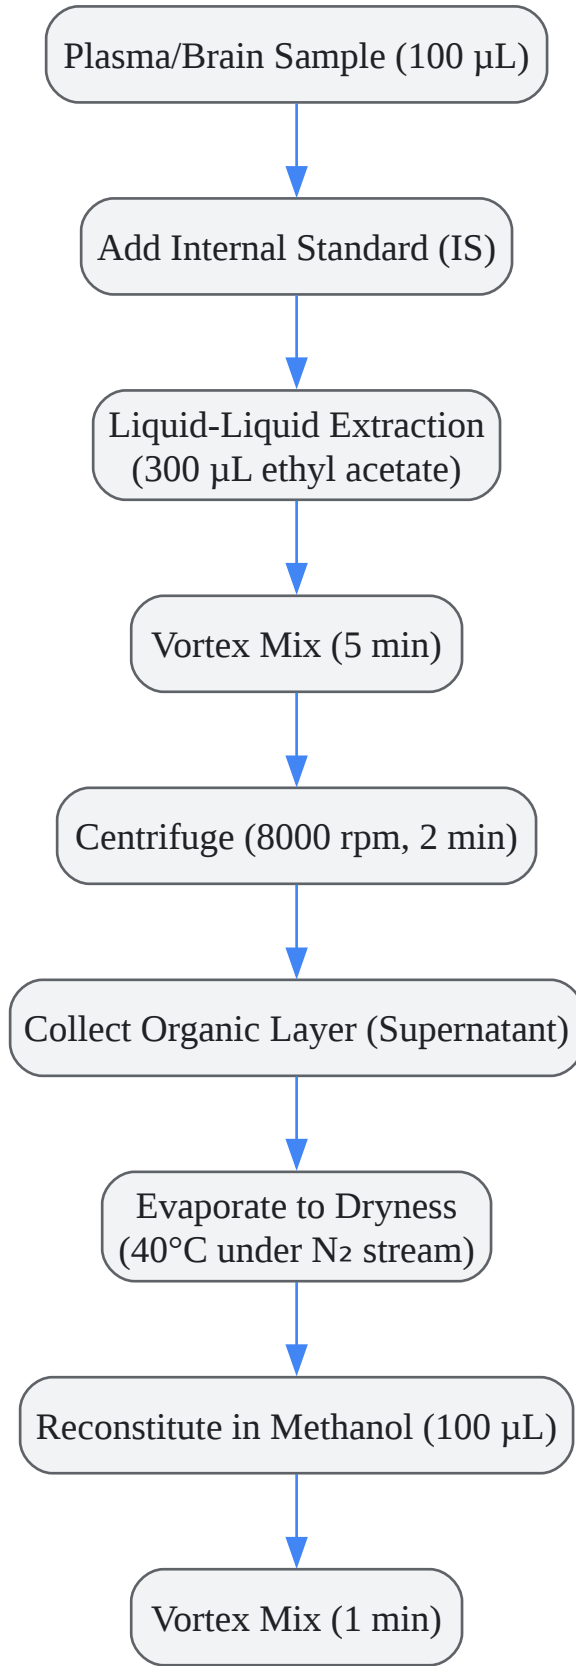 Plasma/Brain Sample (100 µL)
Add Internal Standard (IS)
Liquid-Liquid Extraction
(300 µL ethyl acetate)
Vortex Mix (5 min)
Centrifuge (8000 rpm, 2 min)
Collect Organic Layer (Supernatant)
Evaporate to Dryness
(40°C under N₂ stream)
Reconstitute in Methanol (100 µL)
Vortex Mix (1 min)